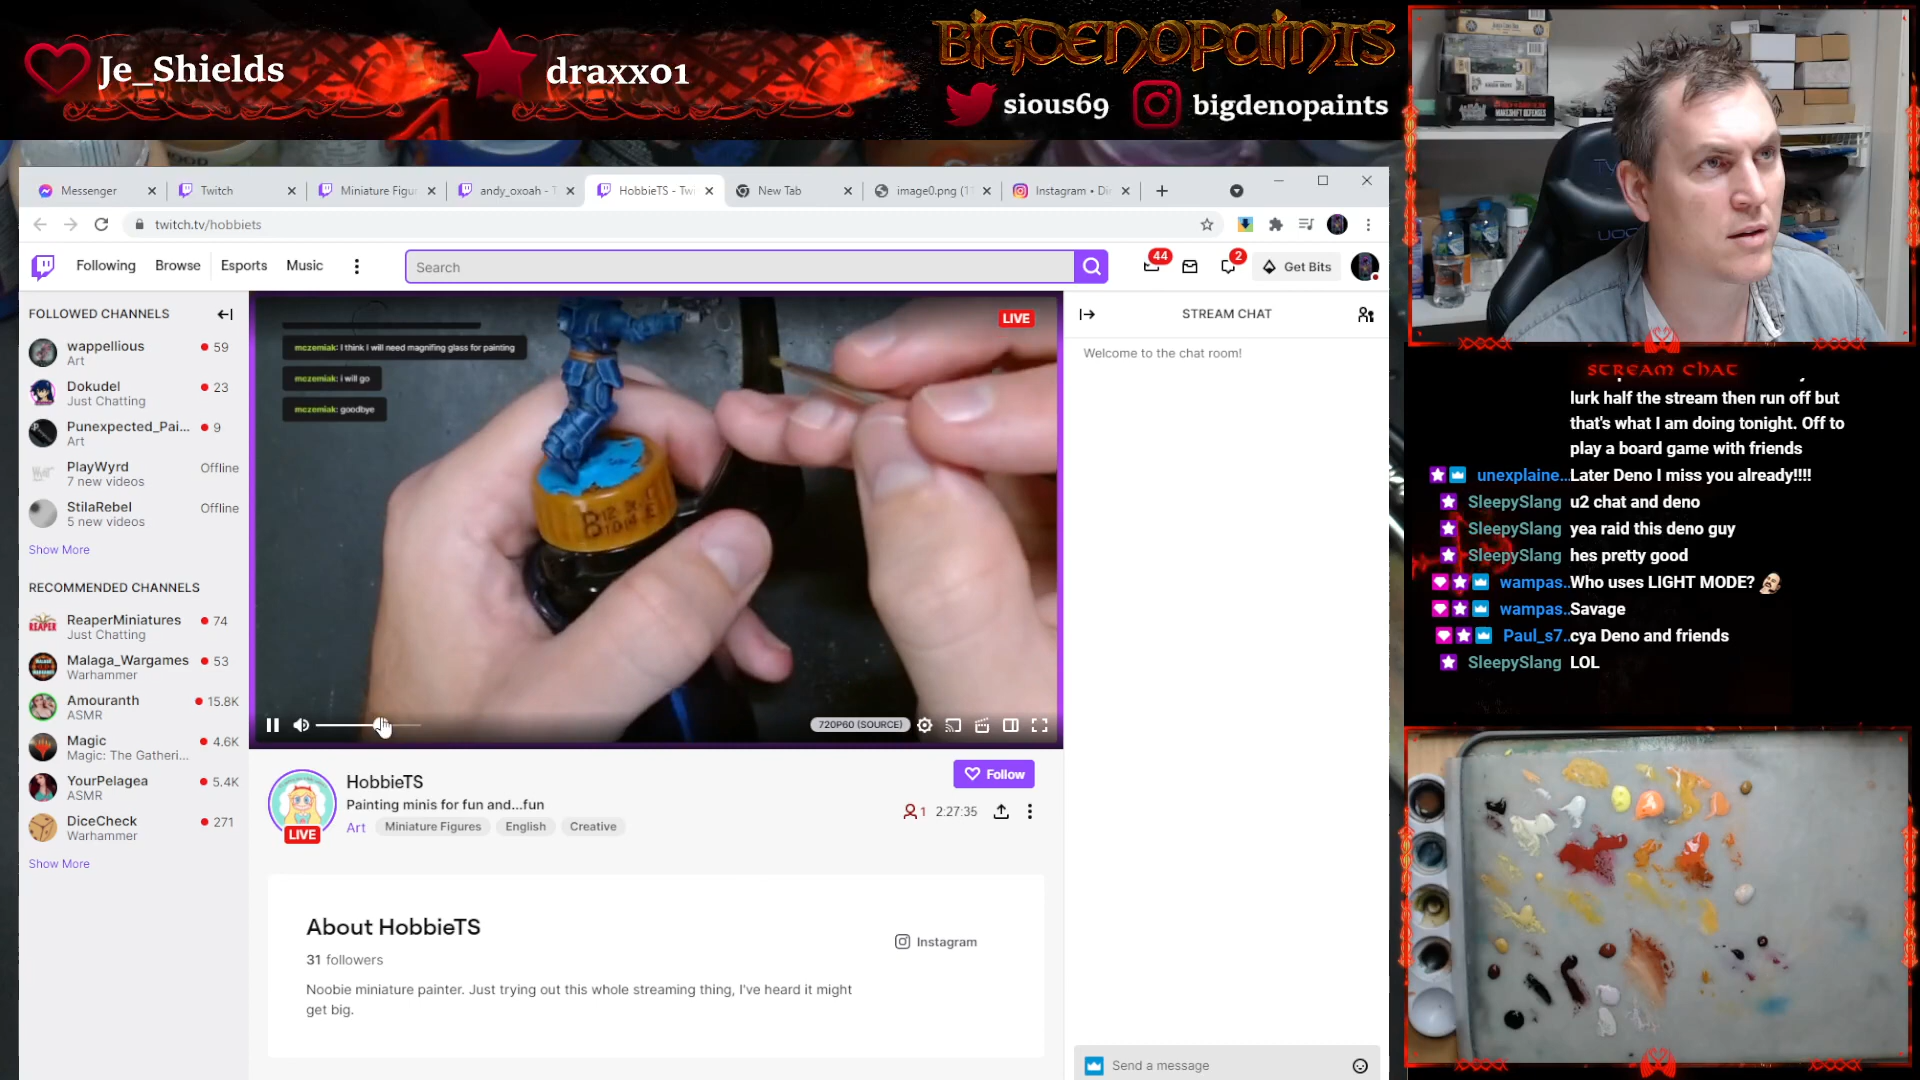 Je_Shields
draxx01
BIGDENOPAINTS
sious69
bigdenopaints
Messenger
Twitch
Miniature Figur
andy_oxoah - T
HobbieTS - Twi
New Tab
image0.png (1
Instagram • Di
twitch.tv/hobbiets
Following
Browse
Esports
Music
Search
44
2
Get Bits
FOLLOWED CHANNELS
wappellious
59
Art
Dokudel
23
Just Chatting
Punexpected_Pai...
9
Art
PlayWyrd
Offline
7 new videos
StilaRebel
Offline
5 new videos
Show More
RECOMMENDED CHANNELS
ReaperMiniatures
74
Just Chatting
Malaga_Wargames
53
Warhammer
Amouranth
15.8K
ASMR
Magic
4.6K
Magic: The Gatheri...
YourPelagea
5.4K
ASMR
DiceCheck
271
Warhammer
Show More
LIVE
mczemiak: I think I will need magnifing glass for painting
mczemiak: i will go
mczemiak: goodbye
720P60 (SOURCE)
HobbieTS
Painting minis for fun and...fun
Art
Miniature Figures
English
Creative
LIVE
Follow
1
2:27:35
About HobbieTS
31 followers
Noobie miniature painter. Just trying out this whole streaming thing, I've heard it might
get big.
Instagram
STREAM CHAT
Welcome to the chat room!
Send a message
STREAM CHAT
lurk half the stream then run off but
that's what I am doing tonight. Off to
play a board game with friends
unexplaine..Later Deno I miss you already!!!!
SleepySlang u2 chat and deno
SleepySlang yea raid this deno guy
SleepySlang hes pretty good
wampas..Who uses LIGHT MODE?
wampas..Savage
Paul_s7..cya Deno and friends
SleepySlang LOL